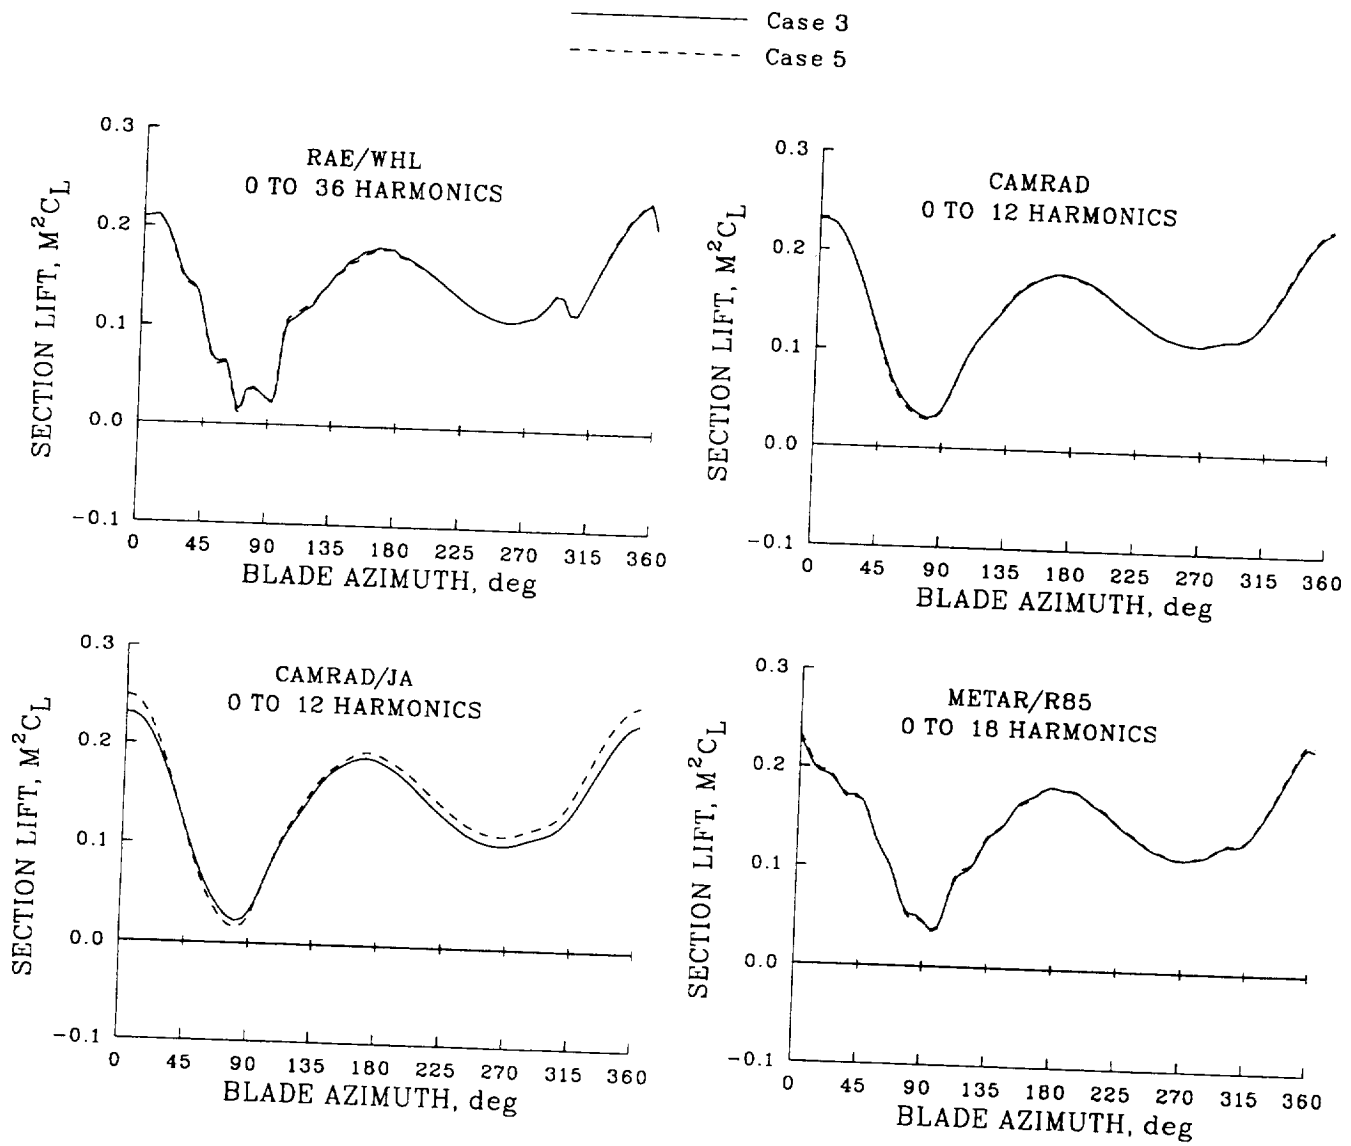 Case 3
Case 5
RAE/WHL
0 TO 36 HARMONICS
0.3
0.2
0.1
0.0
−0.1
SECTION LIFT, M²C_L
0 45 90 135 180 225 270 315 360
BLADE AZIMUTH, deg
CAMRAD
0 TO 12 HARMONICS
0.3
0.2
0.1
0.0
−0.1
SECTION LIFT, M²C_L
0 45 90 135 180 225 270 315 360
BLADE AZIMUTH, deg
CAMRAD/JA
0 TO 12 HARMONICS
0.3
0.2
0.1
0.0
−0.1
SECTION LIFT, M²C_L
0 45 90 135 180 225 270 315 360
BLADE AZIMUTH, deg
METAR/R85
0 TO 18 HARMONICS
0.3
0.2
0.1
0.0
−0.1
SECTION LIFT, M²C_L
0 45 90 135 180 225 270 315 360
BLADE AZIMUTH, deg